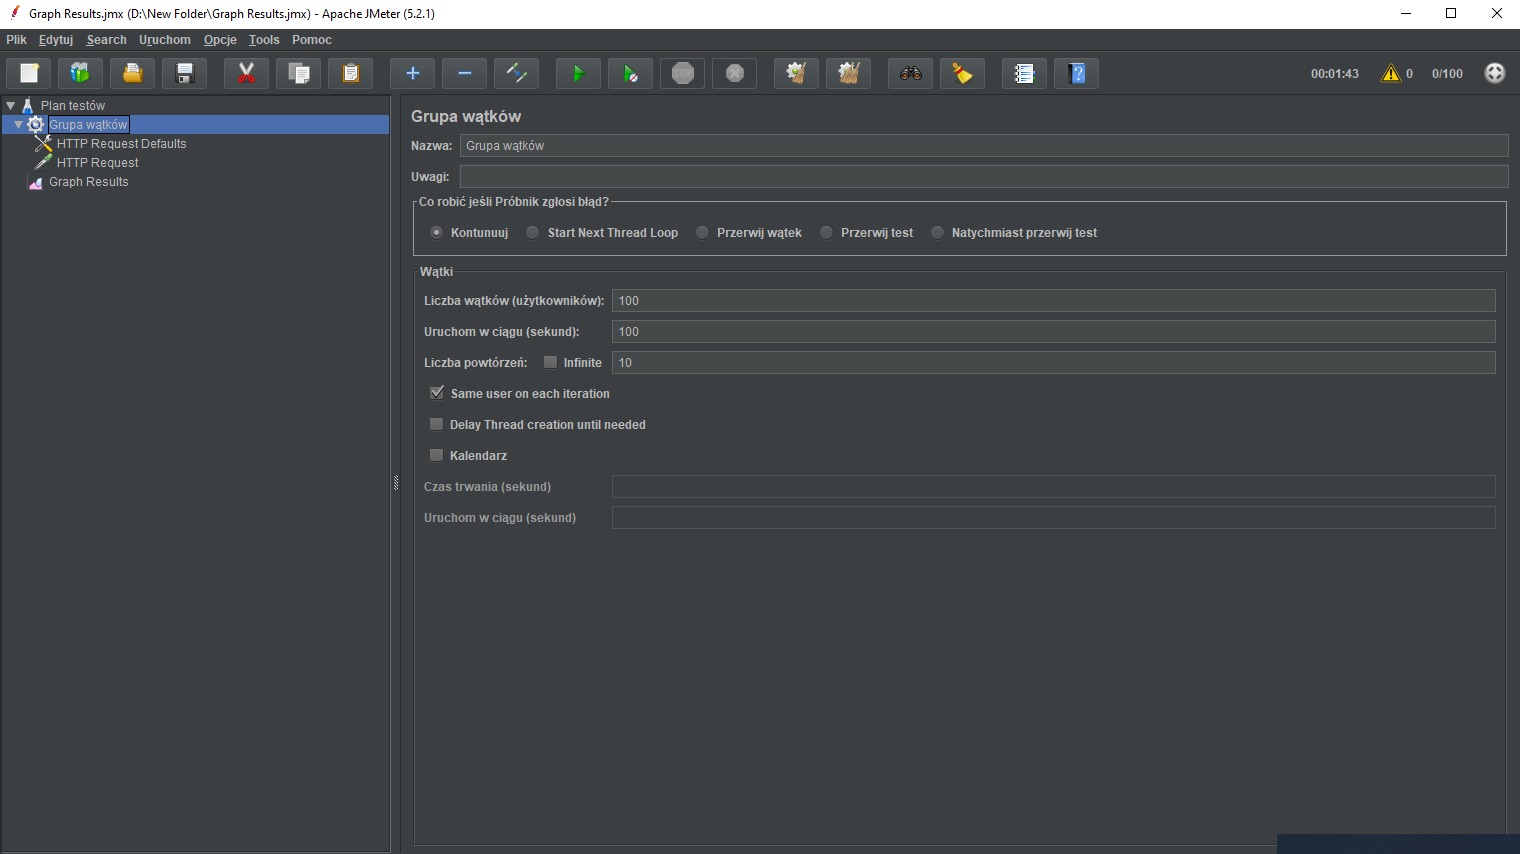 Graph Results.jmx (D:\New Folder\Graph Results.jmx) - Apache JMeter (5.2.1)
Plik Edytuj Search Uruchom Opcje Tools Pomoc
STOP 00:01:43 0 0/100
Plan testów
Grupa wątków
HTTP Request Defaults
HTTP Request
Graph Results
Grupa wątków
Nazwa: Grupa wątków
Uwagi:
Co robić jeśli Próbnik zgłosi błąd?
Kontunuuj Start Next Thread Loop Przerwij wątek Przerwij test Natychmiast przerwij test
Wątki
Liczba wątków (użytkowników): 100
Uruchom w ciągu (sekund): 100
Liczba powtórzeń: Infinite 10
Same user on each iteration
Delay Thread creation until needed
Kalendarz
Czas trwania (sekund)
Uruchom w ciągu (sekund)